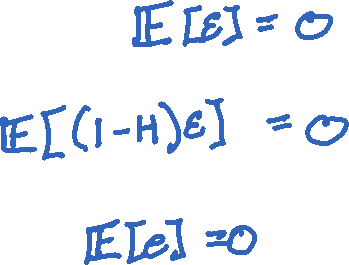 𝔼[ε] = 0
𝔼[(1-H)ε] = 0
𝔼[e] = 0